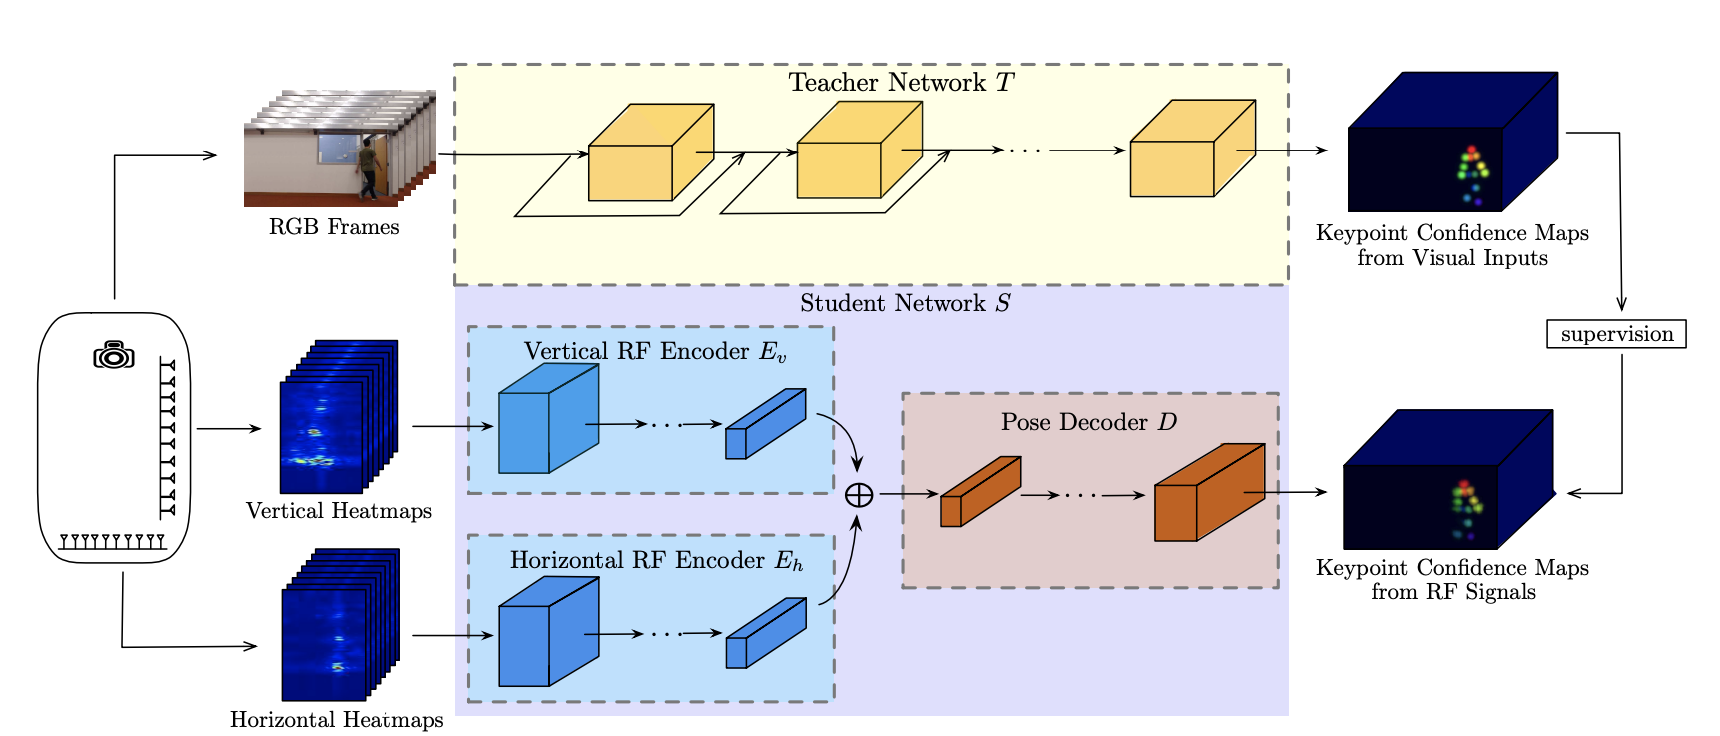 Teacher Network T
RGB Frames
Keypoint Confidence Maps
from Visual Inputs
Student Network S
supervision
Vertical RF Encoder E_v
Vertical Heatmaps
Pose Decoder D
Horizontal RF Encoder E_h
Keypoint Confidence Maps
from RF Signals
Horizontal Heatmaps